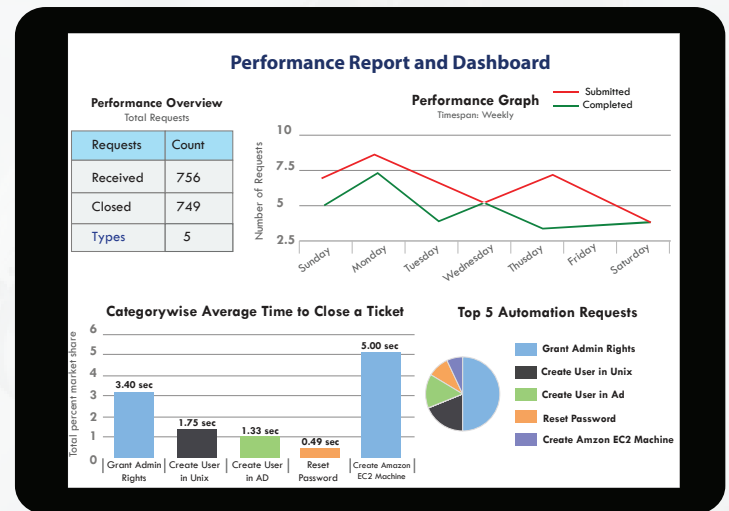 Performance Report and Dashboard
Performance Overview
Total Requests
Requests Count
Received 756
Closed 749
Types 5
Performance Graph
Timespan: Weekly
Submitted
Completed
Number of Requests
10
7.5
5
2.5
Sunday Monday Tuesday Wednesday Thusday Friday Saturday
Categorywise Average Time to Close a Ticket
Total percent market share
6
5
4
3
2
1
0
3.40 sec
1.75 sec
1.33 sec
0.49 sec
5.00 sec
Grant Admin
Rights
Create User
in Unix
Create User
in AD
Reset
Password
Create Amazon
EC2 Machine
Top 5 Automation Requests
Grant Admin Rights
Create User in Unix
Create User in Ad
Reset Password
Create Amzon EC2 Machine